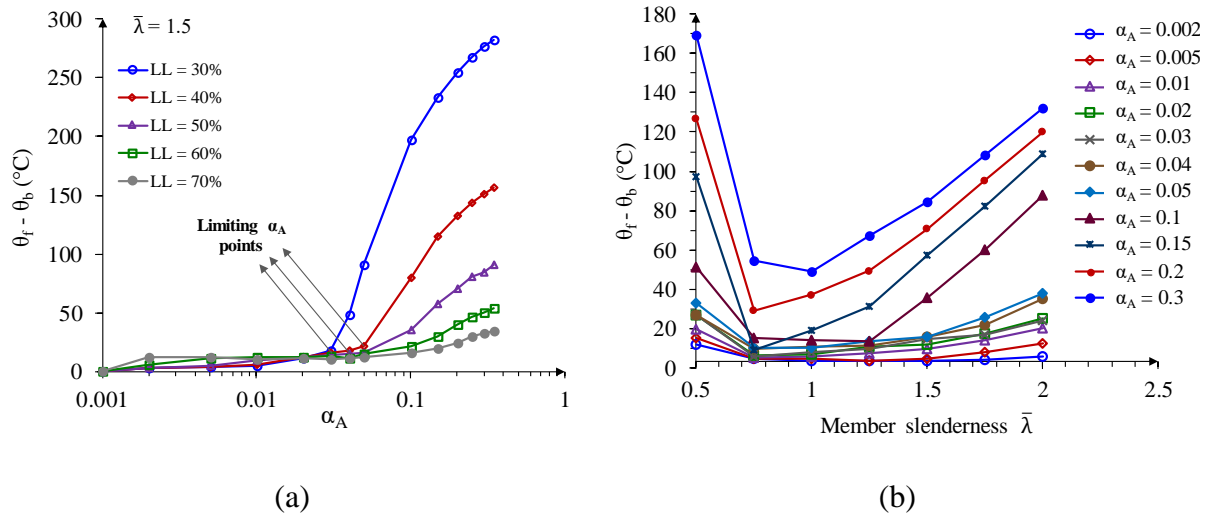 300
250
200
150
100
50
0
θf - θb (°C)
λ̄ = 1.5
LL = 30%
LL = 40%
LL = 50%
LL = 60%
LL = 70%
Limiting αA
points
0.001
0.01
0.1
1
αA
(a)
180
160
140
120
100
80
60
40
20
0
θf - θb (°C)
αA = 0.002
αA = 0.005
αA = 0.01
αA = 0.02
αA = 0.03
αA = 0.04
αA = 0.05
αA = 0.1
αA = 0.15
αA = 0.2
αA = 0.3
0.5
1
1.5
2
2.5
Member slenderness λ̄
(b)